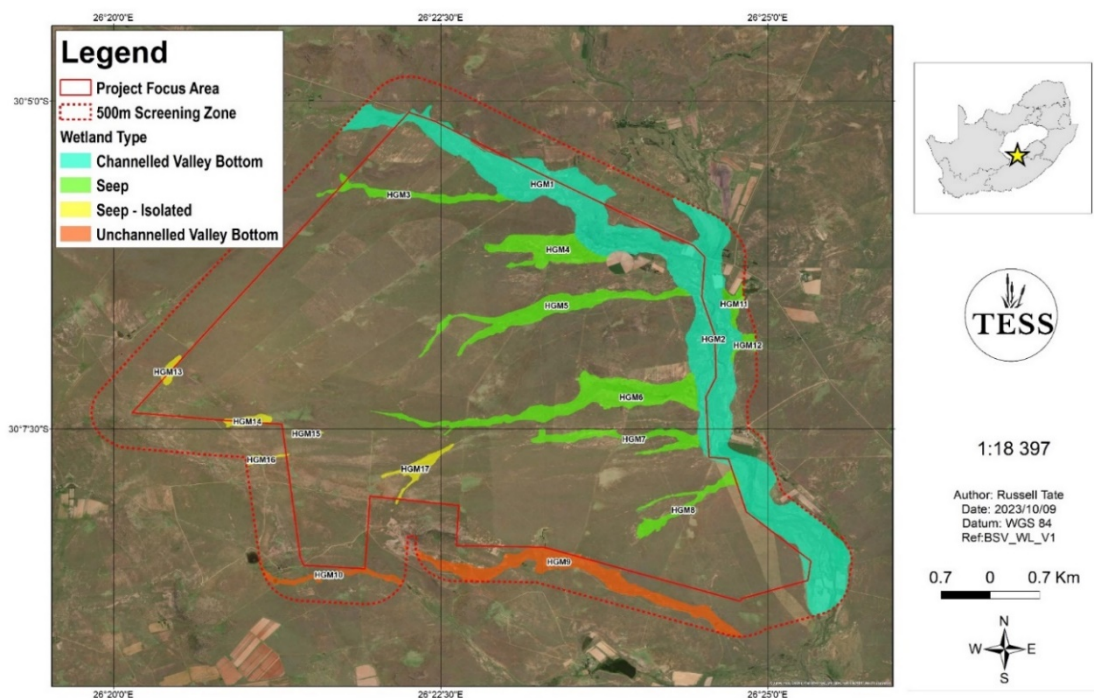 26°20'0"E 26°22'30"E 26°25'0"E
Legend
Project Focus Area
500m Screening Zone
Wetland Type
Channelled Valley Bottom
Seep
Seep - Isolated
Unchannelled Valley Bottom
30°5'0"S
30°7'30"S
HGM1
HGM3
HGM4
HGM5
HGM11
HGM2
HGM12
HGM13
HGM6
HGM14
HGM15
HGM7
HGM16
HGM17
HGM8
HGM9
HGM10
26°20'0"E 26°22'30"E 26°25'0"E
TESS
1:18 397
Author: Russell Tate
Date: 2023/10/09
Datum: WGS 84
Ref:BSV_WL_V1
0.7 0 0.7 Km
N
W E
S